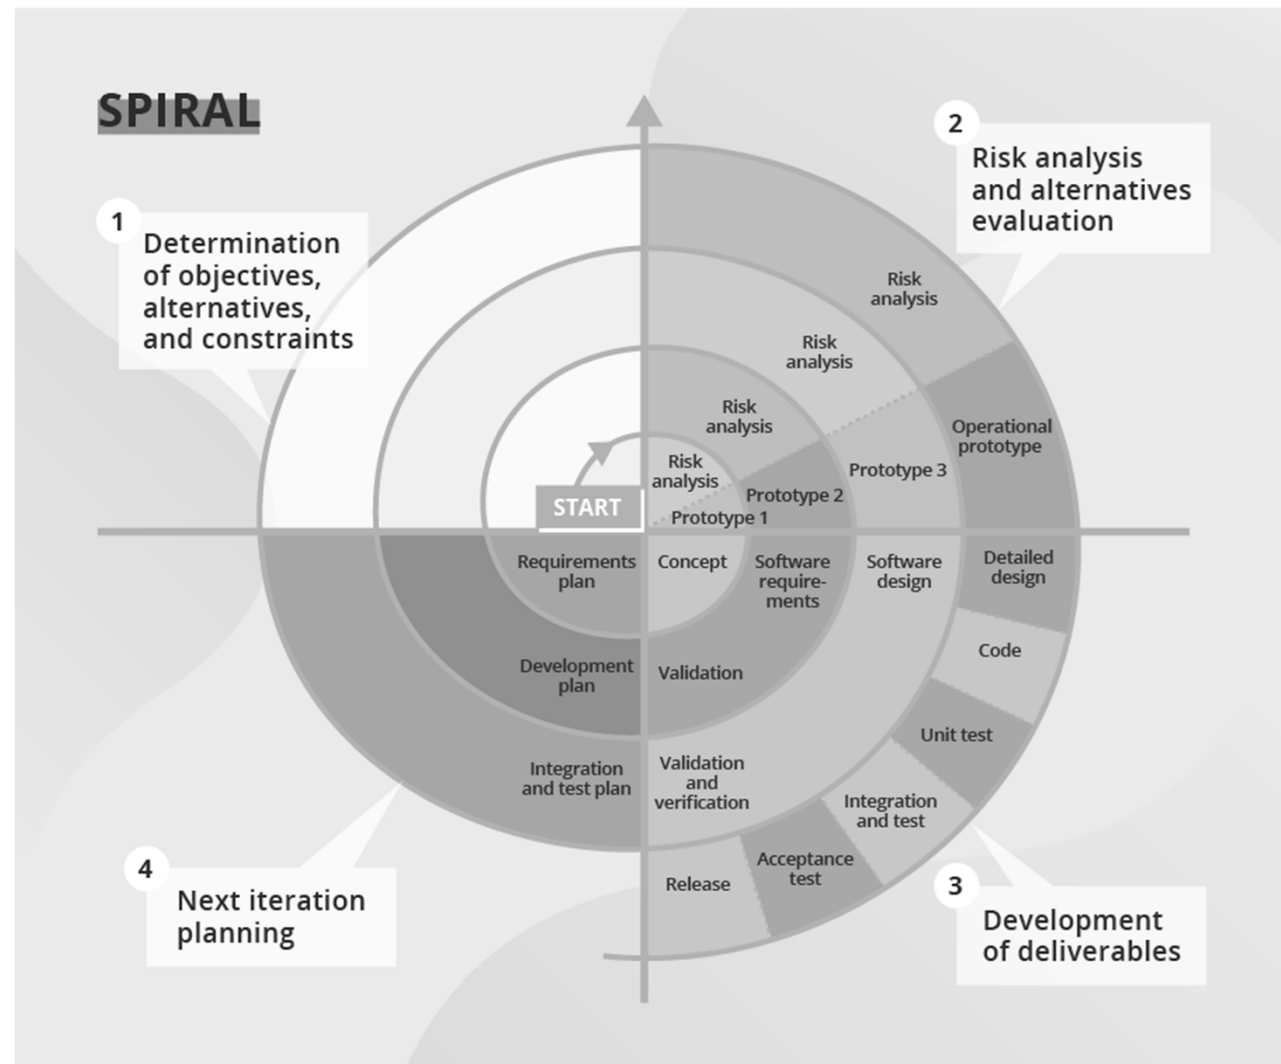 SPIRAL
1
Determination
of objectives,
alternatives,
and constraints
2
Risk analysis
and alternatives
evaluation
Risk
analysis
Risk
analysis
Risk
analysis
Risk
analysis
Operational
prototype
Prototype 3
Prototype 2
Prototype 1
START
Requirements
plan
Concept
Software
require-
ments
Software
design
Detailed
design
Code
Development
plan
Validation
Unit test
Integration
and test plan
Validation
and
verification
Integration
and test
Acceptance
test
Release
4
Next iteration
planning
3
Development
of deliverables